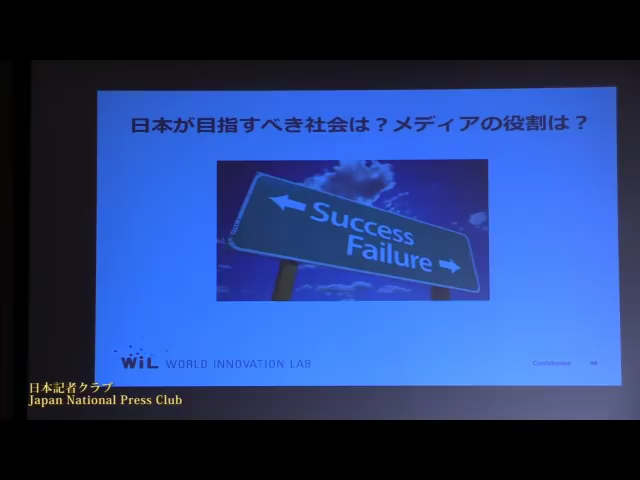 日本が目指すべき社会は？メディアの役割は？
Success
Failure
WiL WORLD INNOVATION LAB
Confidential
日本記者クラブ
Japan National Press Club